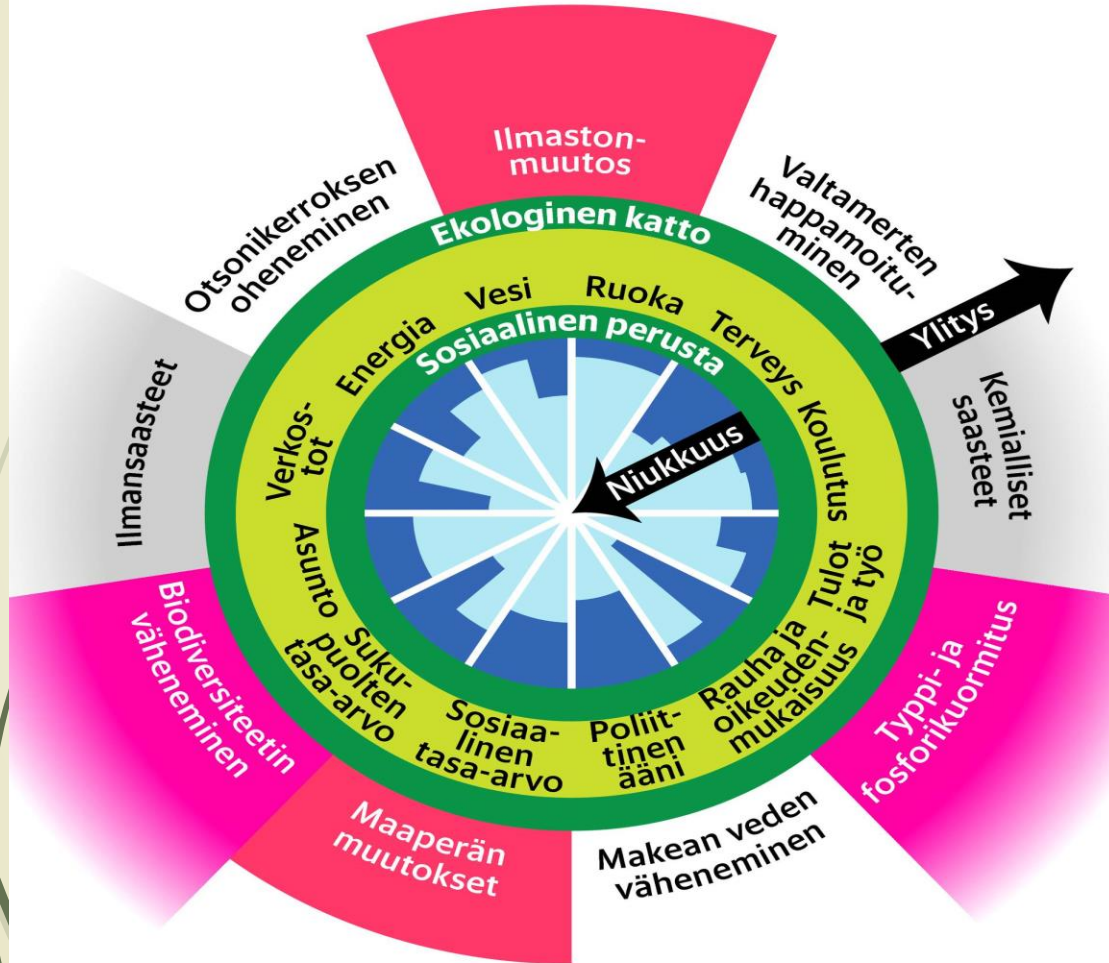 Ilmaston-
muutos
Valtamerten
happamoitu-
minen
Ylitys
Kemialliset
saasteet
Typpi- ja
fosforikuormitus
Makean veden
väheneminen
Maaperän
muutokset
Biodiversiteetin
väheneminen
Ilmansaasteet
Otsonikerroksen
oheneminen
Ekologinen katto
Vesi
Ruoka
Terveys
Koulutus
Tulot
ja työ
Rauha ja
oikeuden-
mukaisuus
Poliit-
tinen
ääni
Sosiaa-
linen
tasa-arvo
Suku-
puolten
tasa-arvo
Asunto
Verkos-
tot
Energia
Sosiaalinen perusta
Niukkuus